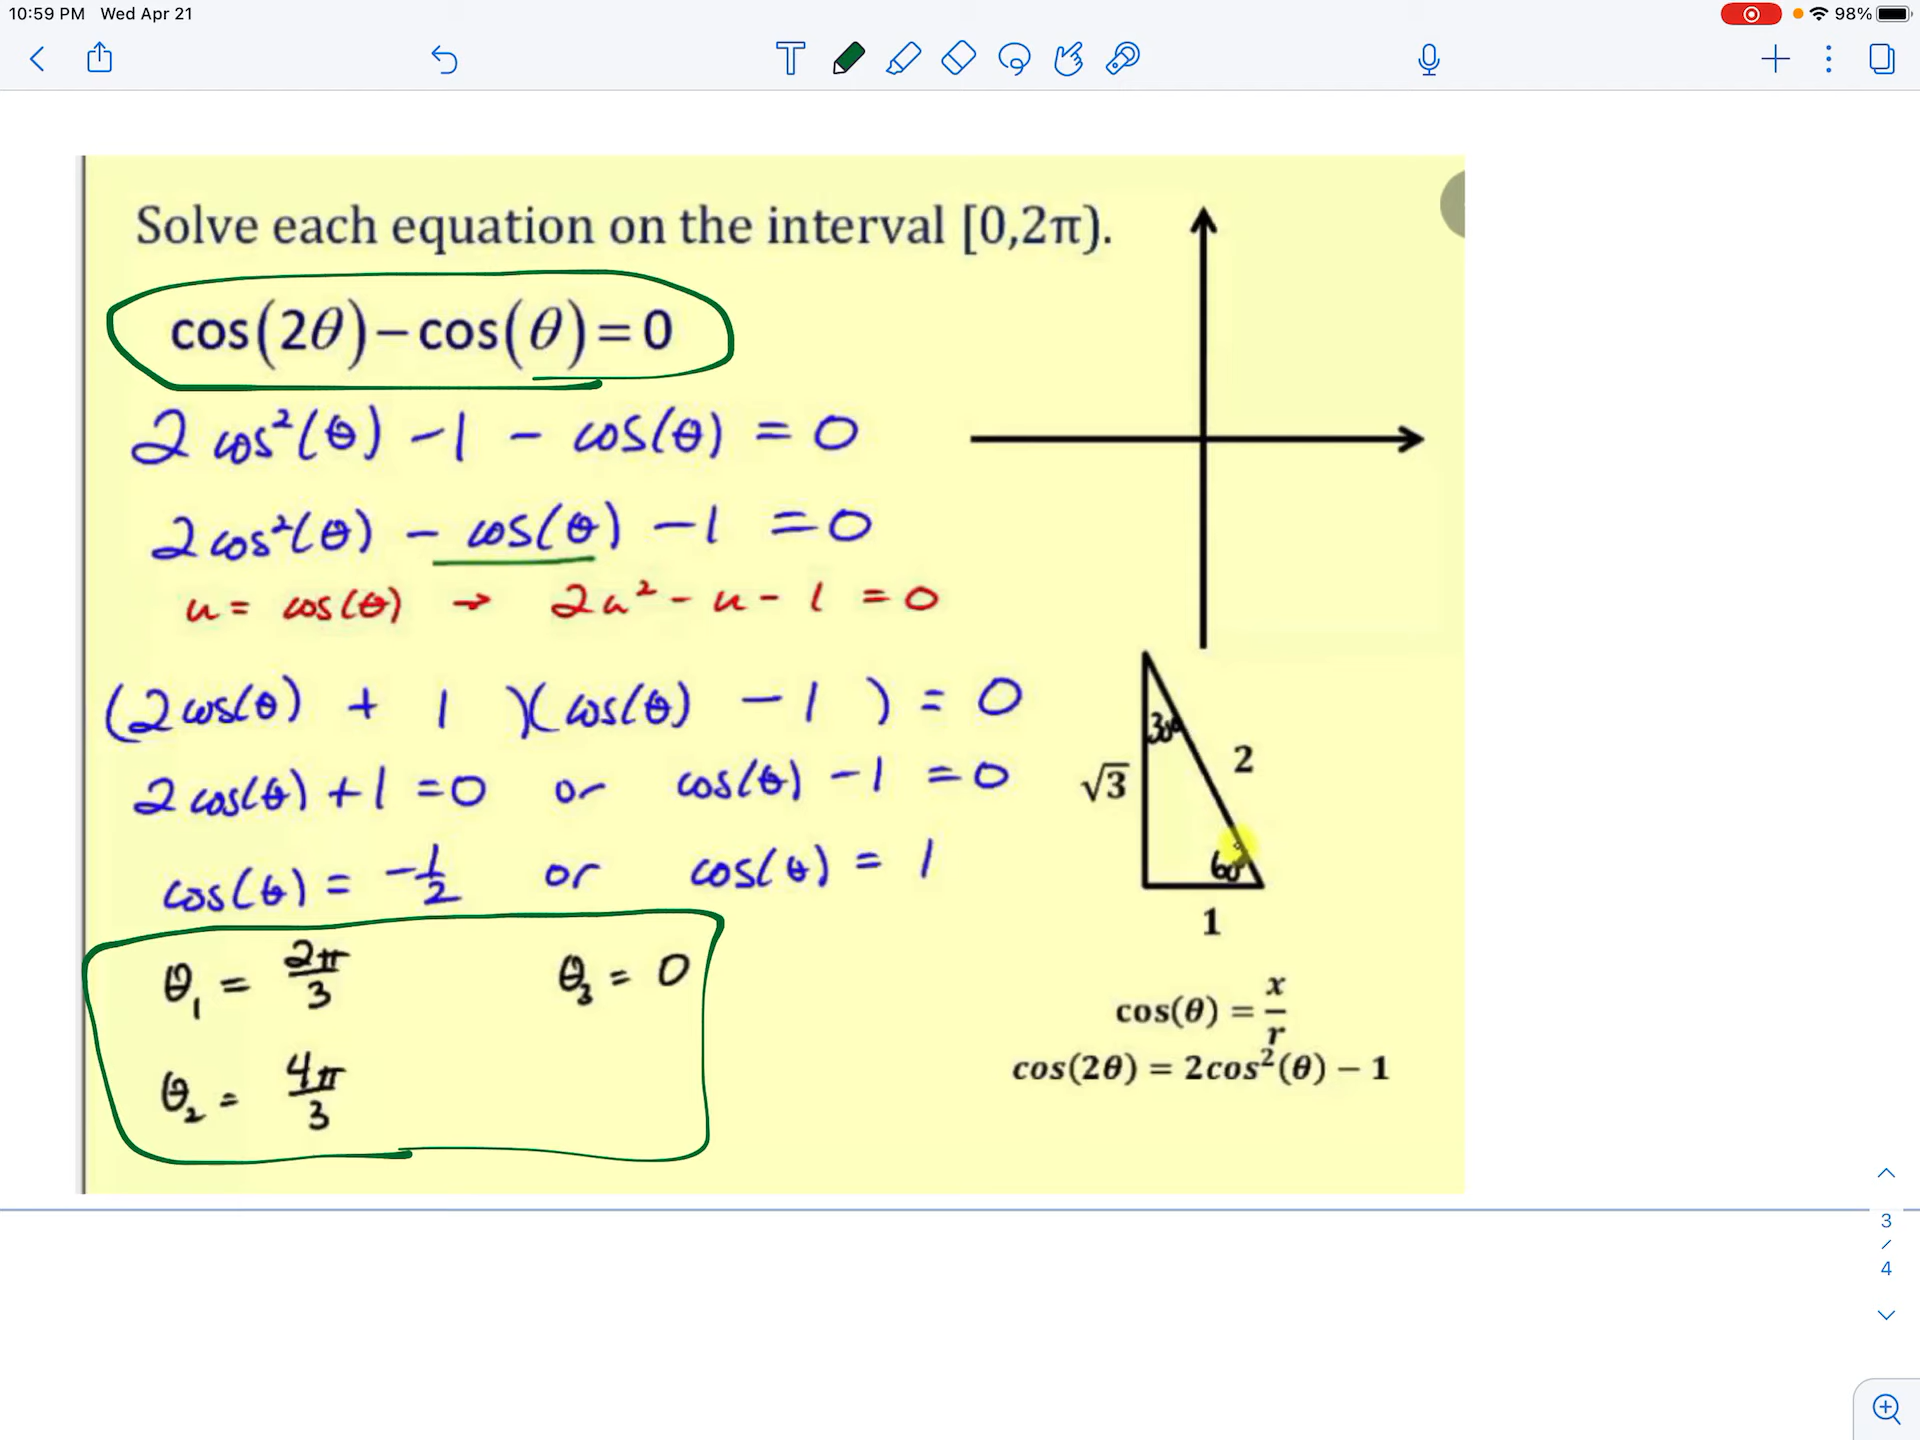 10:59 PM Wed Apr 21
98%
T
Solve each equation on the interval [0,2π).
cos(2θ)−cos(θ)=0
2 cos²(θ) −1 − cos(θ) = 0
2cos²(θ) − cos(θ) −1 = 0
u = cos(θ) → 2u² − u − 1 = 0
(2cos(θ) + 1 )(cos(θ) − 1 ) = 0
2cos(θ) +1 = 0 or cos(θ) −1 = 0
cos(θ) = −1/2 or cos(θ) = 1
θ₁ = 2π/3 θ₃ = 0
θ₂ = 4π/3
30°
√3
2
60°
1
cos(θ) = x/r
cos(2θ) = 2cos²(θ) − 1
3
/
4